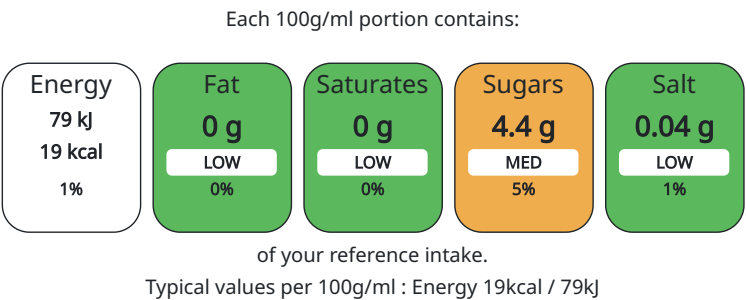 Each 100g/ml portion contains:
Energy
79 kJ
19 kcal
1%
Fat
0 g
LOW
0%
Saturates
0 g
LOW
0%
Sugars
4.4 g
MED
5%
Salt
0.04 g
LOW
1%
of your reference intake.
Typical values per 100g/ml : Energy 19kcal / 79kJ